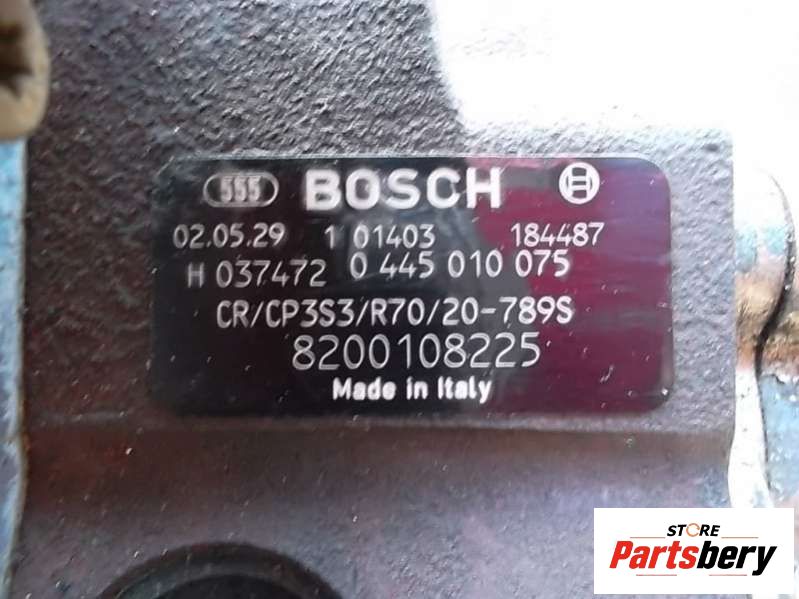 555 BOSCH
02.05.29 1 01403 184487
H 037472 0 445 010 075
CR/CP3S3/R70/20-789S
8200108225
Made in Italy
STORE
Partsbery